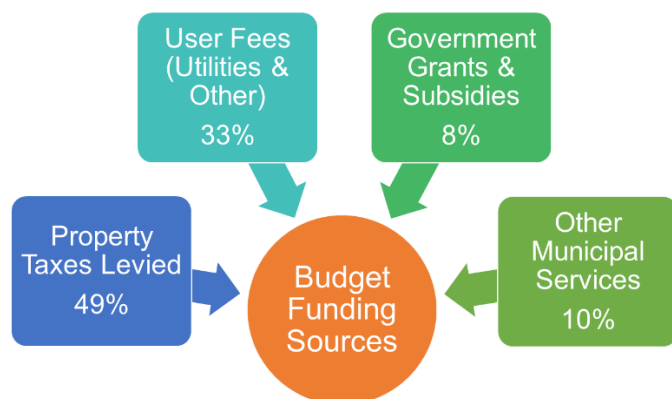 User Fees
(Utilities &
Other)
33%
Government
Grants &
Subsidies
8%
Property
Taxes Levied
49%
Budget
Funding
Sources
Other
Municipal
Services
10%